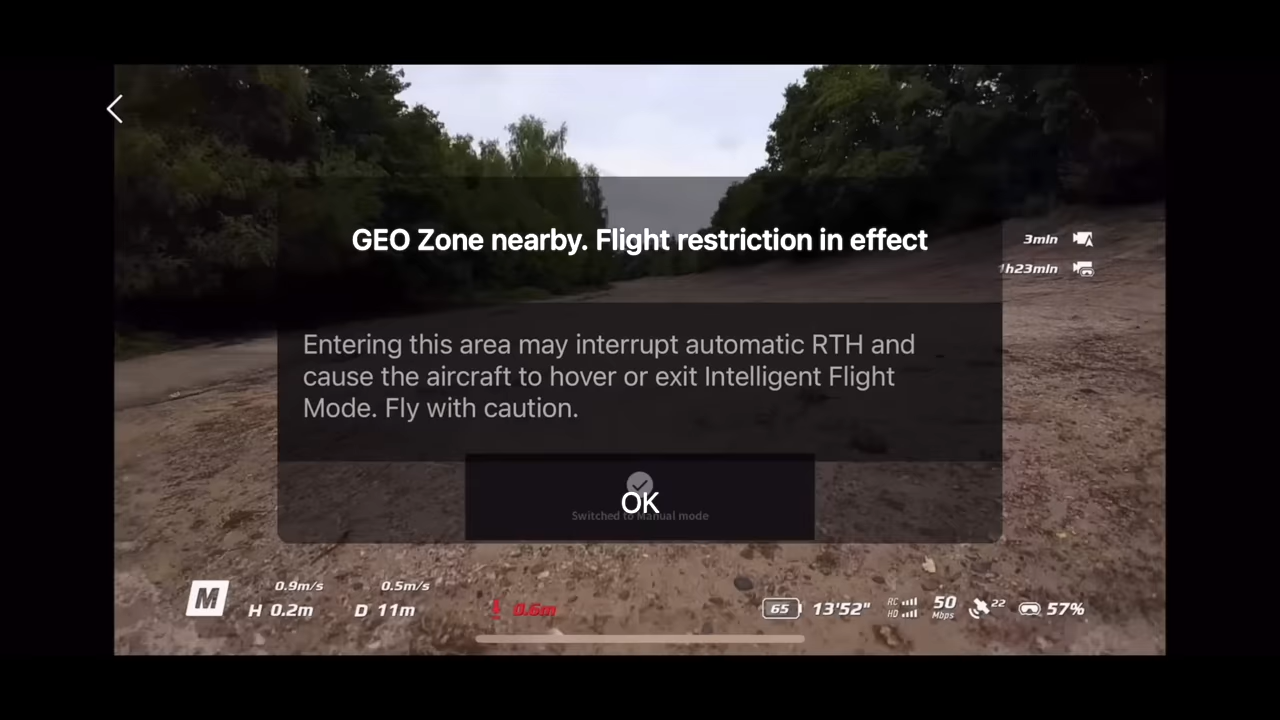 GEO Zone nearby. Flight restriction in effect
3min
1h23min
Entering this area may interrupt automatic RTH and
cause the aircraft to hover or exit Intelligent Flight
Mode. Fly with caution.
OK
Switched to Manual mode
M
0.9m/s 0.5m/s
H 0.2m D 11m 0.6m
65 13'52" RC HD 50 Mbps 22 57%